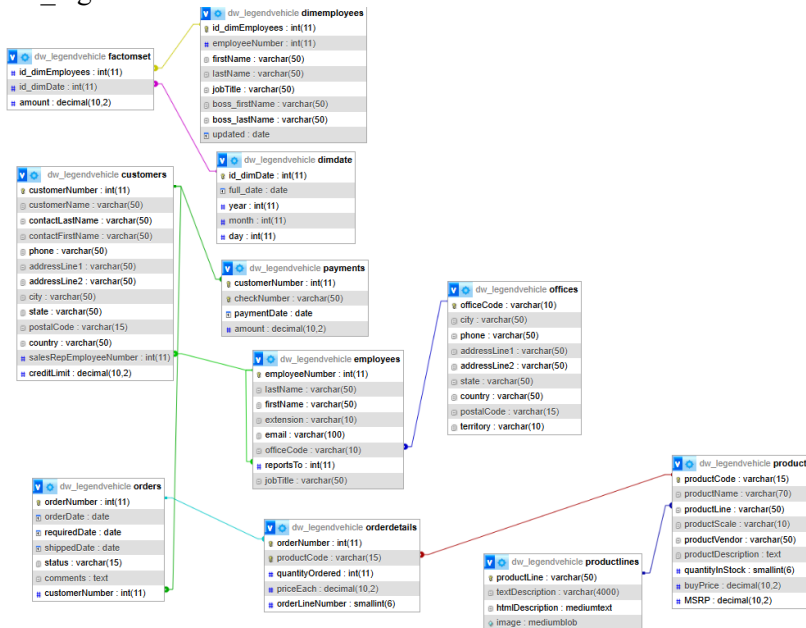 dw_legendvehicle dimemployees
id_dimEmployees : int(11)
employeeNumber : int(11)
firstName : varchar(50)
lastName : varchar(50)
jobTitle : varchar(50)
boss_firstName : varchar(50)
boss_lastName : varchar(50)
updated : date
dw_legendvehicle factomset
id_dimEmployees : int(11)
id_dimDate : int(11)
amount : decimal(10,2)
dw_legendvehicle dimdate
id_dimDate : int(11)
full_date : date
year : int(11)
month : int(11)
day : int(11)
dw_legendvehicle customers
customerNumber : int(11)
customerName : varchar(50)
contactLastName : varchar(50)
contactFirstName : varchar(50)
phone : varchar(50)
addressLine1 : varchar(50)
addressLine2 : varchar(50)
city : varchar(50)
state : varchar(50)
postalCode : varchar(15)
country : varchar(50)
salesRepEmployeeNumber : int(11)
creditLimit : decimal(10,2)
dw_legendvehicle payments
customerNumber : int(11)
checkNumber : varchar(50)
paymentDate : date
amount : decimal(10,2)
dw_legendvehicle offices
officeCode : varchar(10)
city : varchar(50)
phone : varchar(50)
addressLine1 : varchar(50)
addressLine2 : varchar(50)
state : varchar(50)
country : varchar(50)
postalCode : varchar(15)
territory : varchar(10)
dw_legendvehicle employees
employeeNumber : int(11)
lastName : varchar(50)
firstName : varchar(50)
extension : varchar(10)
email : varchar(100)
officeCode : varchar(10)
reportsTo : int(11)
jobTitle : varchar(50)
dw_legendvehicle orders
orderNumber : int(11)
orderDate : date
requiredDate : date
shippedDate : date
status : varchar(15)
comments : text
customerNumber : int(11)
dw_legendvehicle orderdetails
orderNumber : int(11)
productCode : varchar(15)
quantityOrdered : int(11)
priceEach : decimal(10,2)
orderLineNumber : smallint(6)
dw_legendvehicle product
productCode : varchar(15)
productName : varchar(70)
productLine : varchar(50)
productScale : varchar(10)
productVendor : varchar(50)
productDescription : text
quantityInStock : smallint(6)
buyPrice : decimal(10,2)
MSRP : decimal(10,2)
dw_legendvehicle productlines
productLine : varchar(50)
textDescription : varchar(4000)
htmlDescription : mediumtext
image : mediumblob